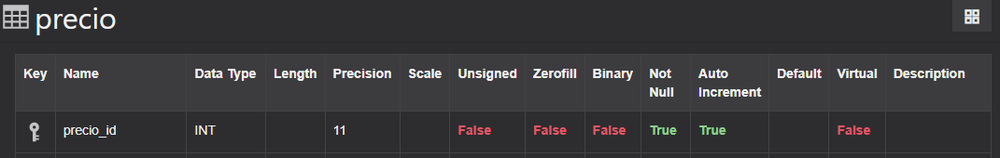 precio
Key Name Data Type Length Precision Scale Unsigned Zerofill Binary Not Null Auto Increment Default Virtual Description
precio_id INT 11 False False False True True False